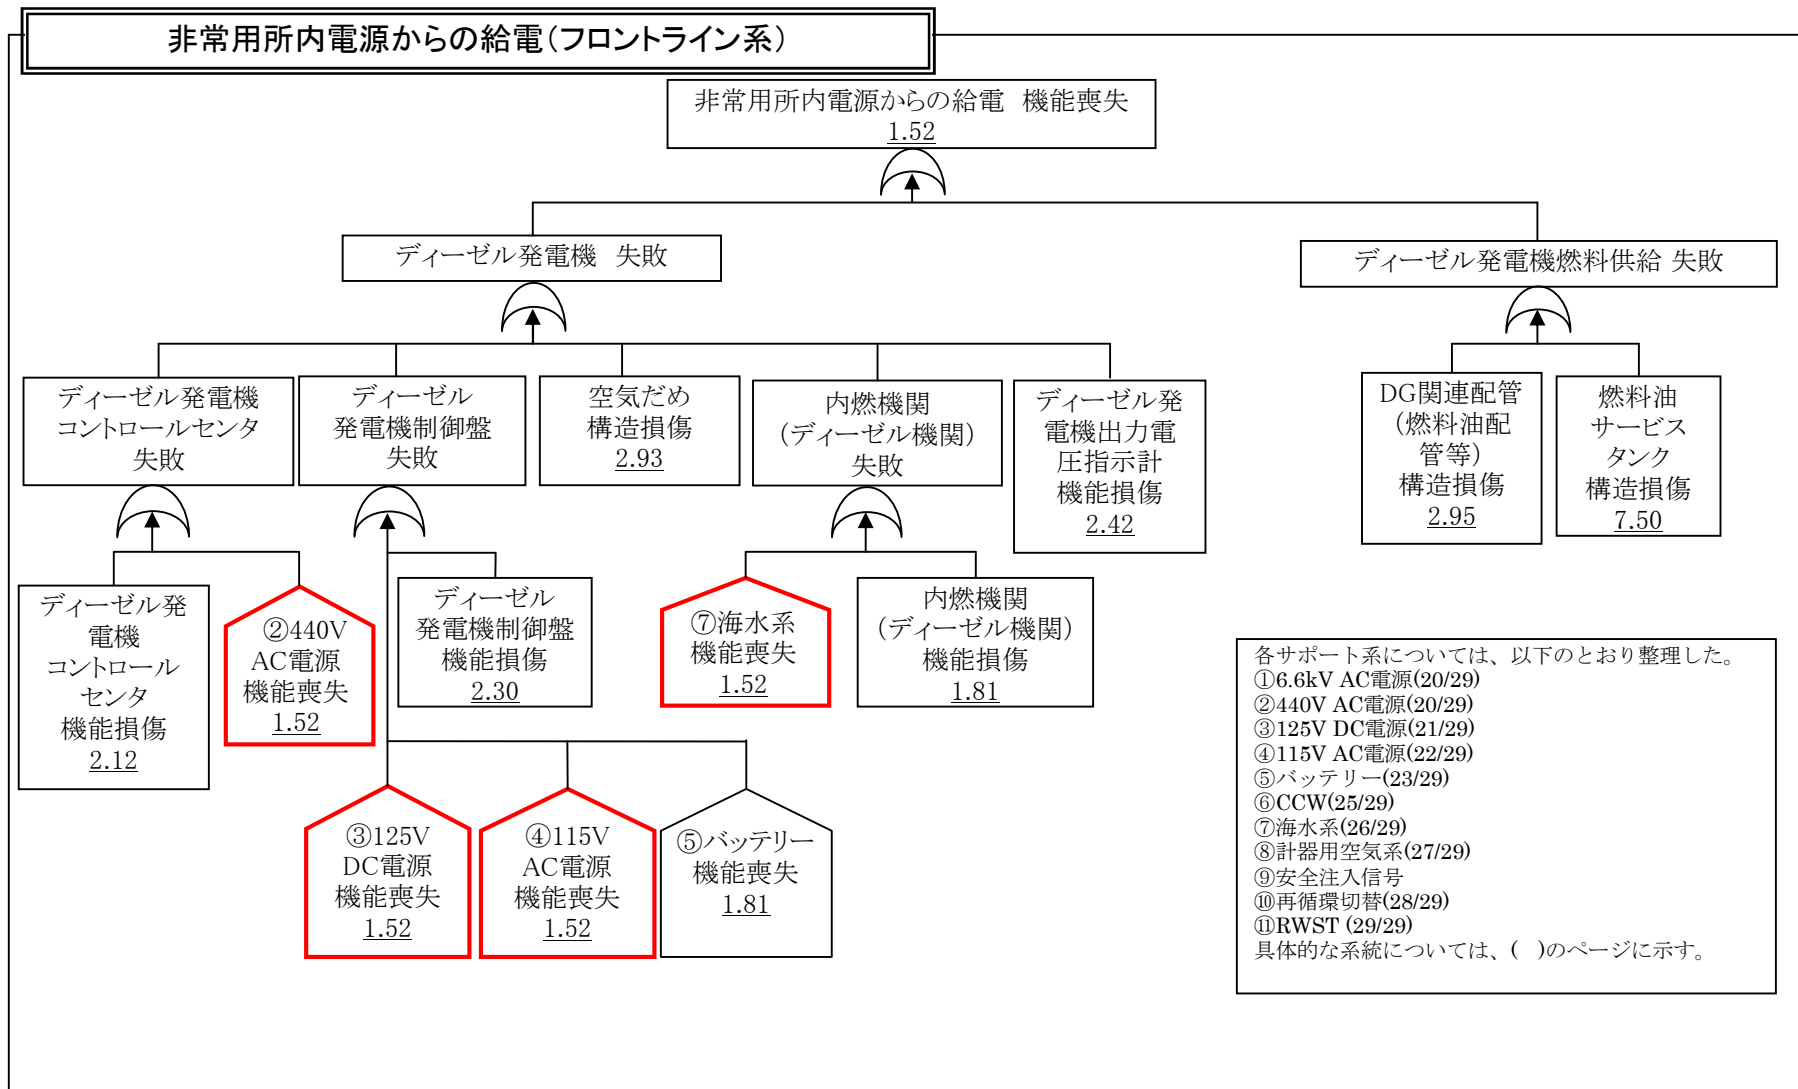 非常用所内電源からの給電(フロントライン系)
非常用所内電源からの給電 機能喪失
1.52
ディーゼル発電機 失敗
ディーゼル発電機燃料供給 失敗
ディーゼル発電機
コントロールセンタ
失敗
ディーゼル
発電機制御盤
失敗
空気だめ
構造損傷
2.93
内燃機関
(ディーゼル機関)
失敗
ディーゼル発
電機出力電
圧指示計
機能損傷
2.42
DG関連配管
(燃料油配
管等)
構造損傷
2.95
燃料油
サービス
タンク
構造損傷
7.50
ディーゼル発
電機
コントロール
センタ
機能損傷
2.12
②440V
AC電源
機能喪失
1.52
ディーゼル
発電機制御盤
機能損傷
2.30
⑦海水系
機能喪失
1.52
内燃機関
(ディーゼル機関)
機能損傷
1.81
③125V
DC電源
機能喪失
1.52
④115V
AC電源
機能喪失
1.52
⑤バッテリー
機能喪失
1.81
各サポート系については、以下のとおり整理した。
①6.6kV AC電源(20/29)
②440V AC電源(20/29)
③125V DC電源(21/29)
④115V AC電源(22/29)
⑤バッテリー(23/29)
⑥CCW(25/29)
⑦海水系(26/29)
⑧計器用空気系(27/29)
⑨安全注入信号
⑩再循環切替(28/29)
⑪RWST (29/29)
具体的な系統については、( )のページに示す。